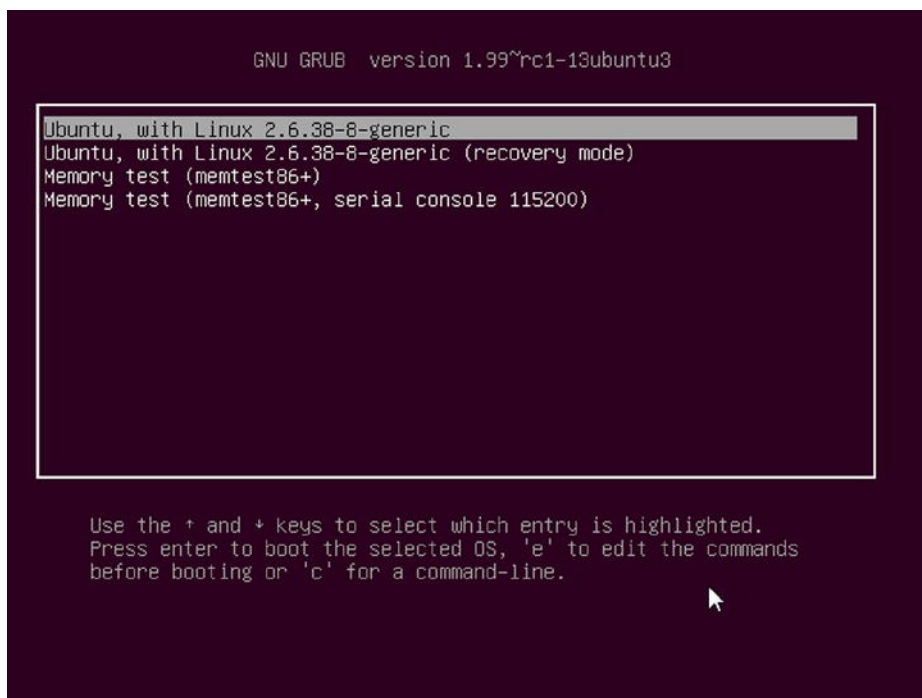 GNU GRUB  version 1.99~rc1-13ubuntu3
Ubuntu, with Linux 2.6.38-8-generic
Ubuntu, with Linux 2.6.38-8-generic (recovery mode)
Memory test (memtest86+)
Memory test (memtest86+, serial console 115200)
Use the ↑ and ↓ keys to select which entry is highlighted.
Press enter to boot the selected OS, 'e' to edit the commands
before booting or 'c' for a command-line.